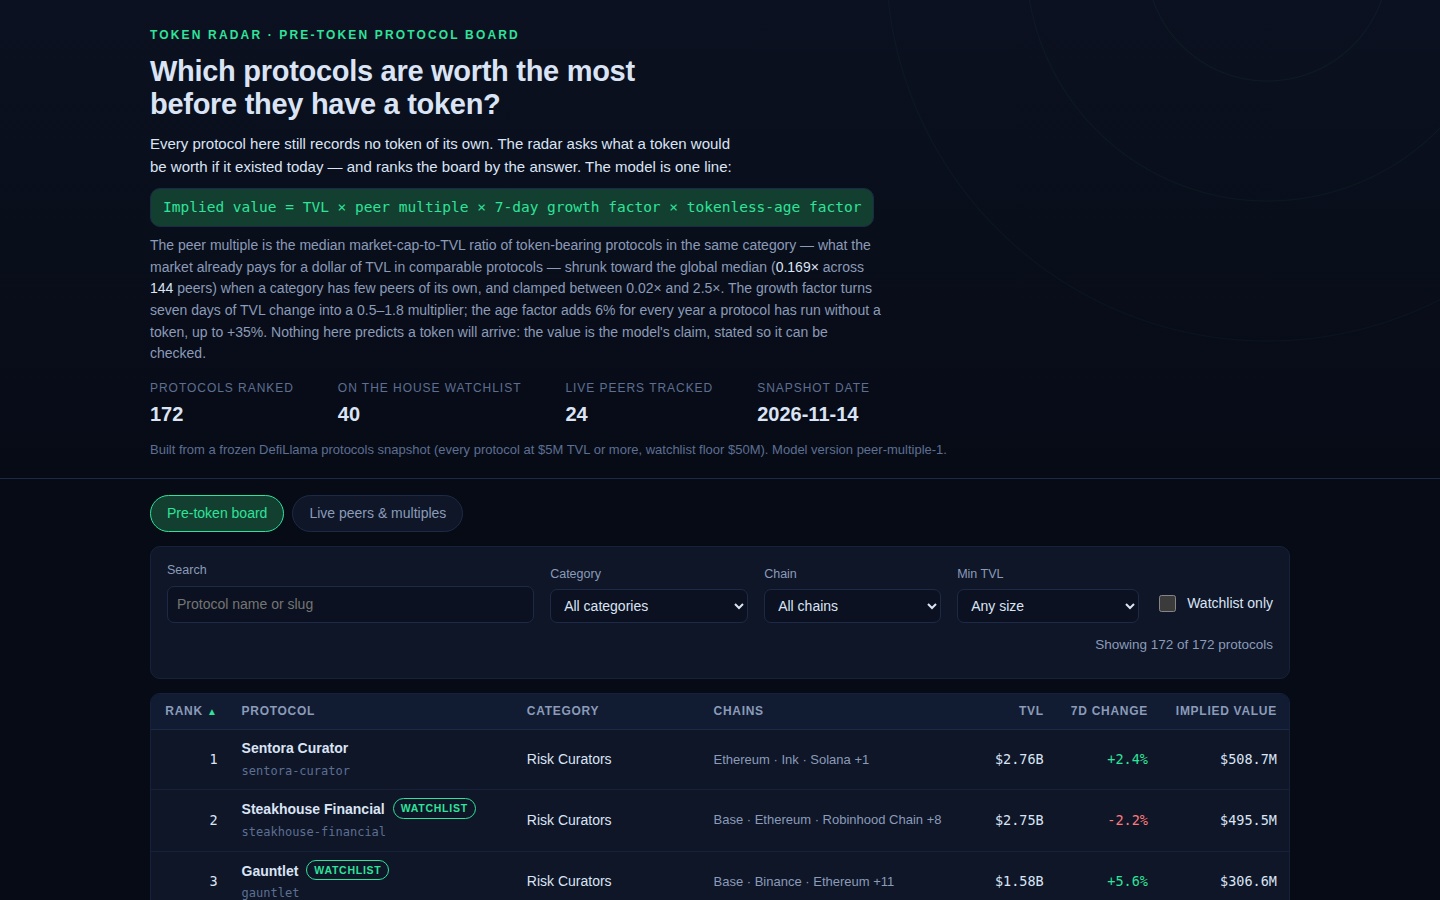 TOKEN RADAR · PRE-TOKEN PROTOCOL BOARD
Which protocols are worth the most
before they have a token?
Every protocol here still records no token of its own. The radar asks what a token would
be worth if it existed today — and ranks the board by the answer. The model is one line:
Implied value = TVL × peer multiple × 7-day growth factor × tokenless-age factor
The peer multiple is the median market-cap-to-TVL ratio of token-bearing protocols in the same category — what the
market already pays for a dollar of TVL in comparable protocols — shrunk toward the global median (0.169× across
144 peers) when a category has few peers of its own, and clamped between 0.02× and 2.5×. The growth factor turns
seven days of TVL change into a 0.5–1.8 multiplier; the age factor adds 6% for every year a protocol has run without a
token, up to +35%. Nothing here predicts a token will arrive: the value is the model's claim, stated so it can be
checked.
PROTOCOLS RANKED ON THE HOUSE WATCHLIST LIVE PEERS TRACKED SNAPSHOT DATE
172 40 24 2026-11-14
Built from a frozen DefiLlama protocols snapshot (every protocol at $5M TVL or more, watchlist floor $50M). Model version peer-multiple-1.
Pre-token board Live peers & multiples
Search Category Chain Min TVL
Protocol name or slug All categories All chains Any size Watchlist only
Showing 172 of 172 protocols
RANK ▲ PROTOCOL CATEGORY CHAINS TVL 7D CHANGE IMPLIED VALUE
1 Sentora Curator Risk Curators Ethereum · Ink · Solana +1 $2.76B +2.4% $508.7M
sentora-curator
2 Steakhouse Financial WATCHLIST Risk Curators Base · Ethereum · Robinhood Chain +8 $2.75B -2.2% $495.5M
steakhouse-financial
3 Gauntlet WATCHLIST Risk Curators Base · Binance · Ethereum +11 $1.58B +5.6% $306.6M
gauntlet